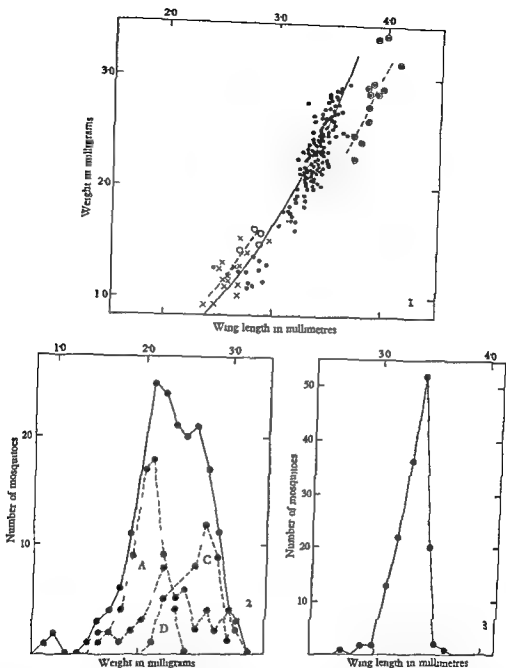 2·0 3·0 4·0
3·0
2·0
1·0
Weight in milligrams
1
Wing length in millimetres
1·0 2·0 3·0
20
10
Number of mosquitoes
A
C
D
2
Weight in milligrams
3·0 4·0
50
40
30
20
10
Number of mosquitoes
3
Wing length in millimetres